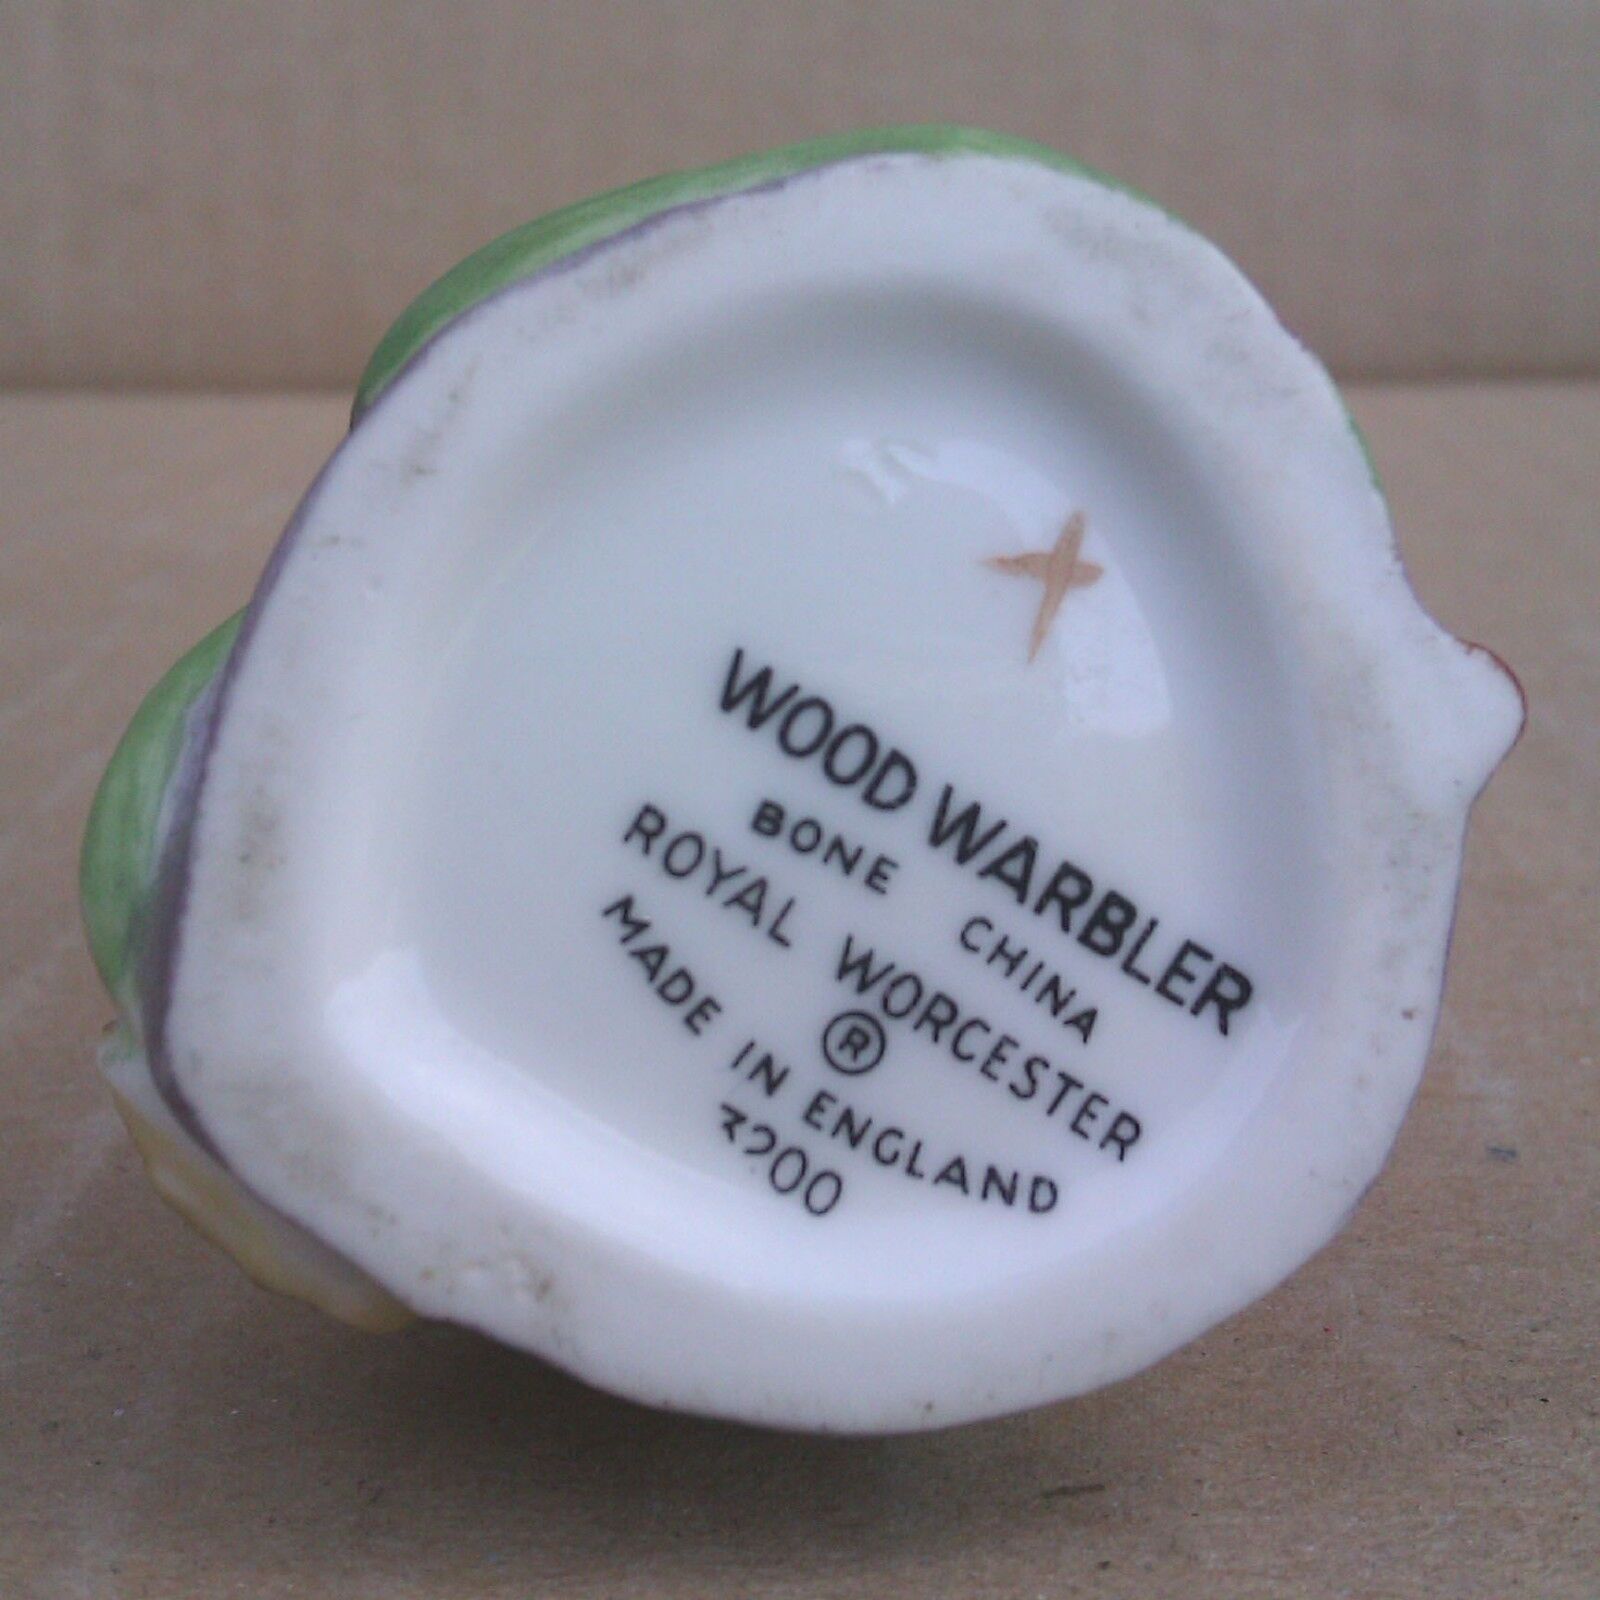 WOOD WARBLER
BONE CHINA
ROYAL WORCESTER
®
MADE IN ENGLAND
3200